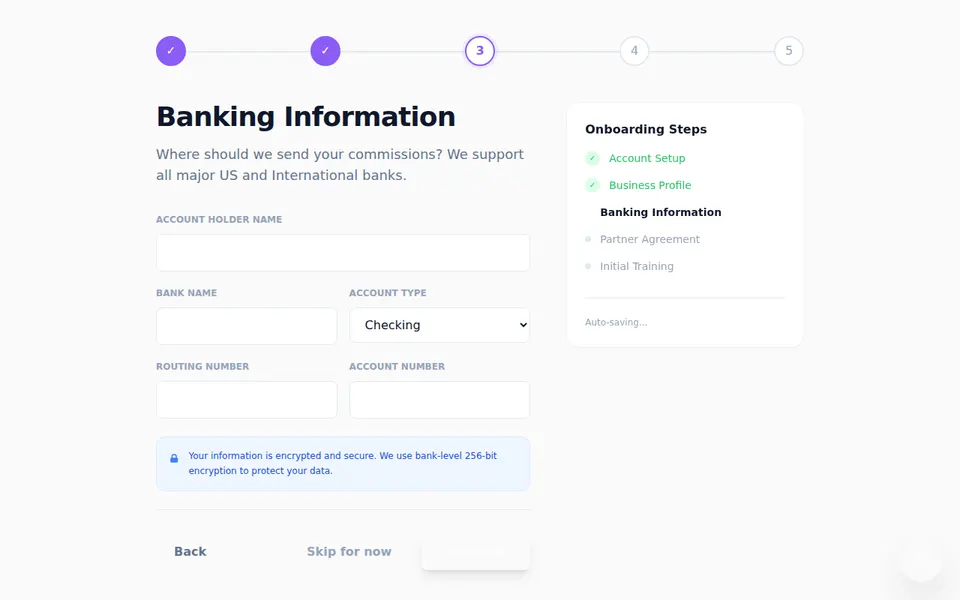 ✓ ✓ 3 4 5
Banking Information
Where should we send your commissions? We support
all major US and International banks.
ACCOUNT HOLDER NAME
BANK NAME
ACCOUNT TYPE
Checking
ROUTING NUMBER
ACCOUNT NUMBER
Your information is encrypted and secure. We use bank-level 256-bit
encryption to protect your data.
Back
Skip for now
Onboarding Steps
✓ Account Setup
✓ Business Profile
Banking Information
Partner Agreement
Initial Training
Auto-saving...